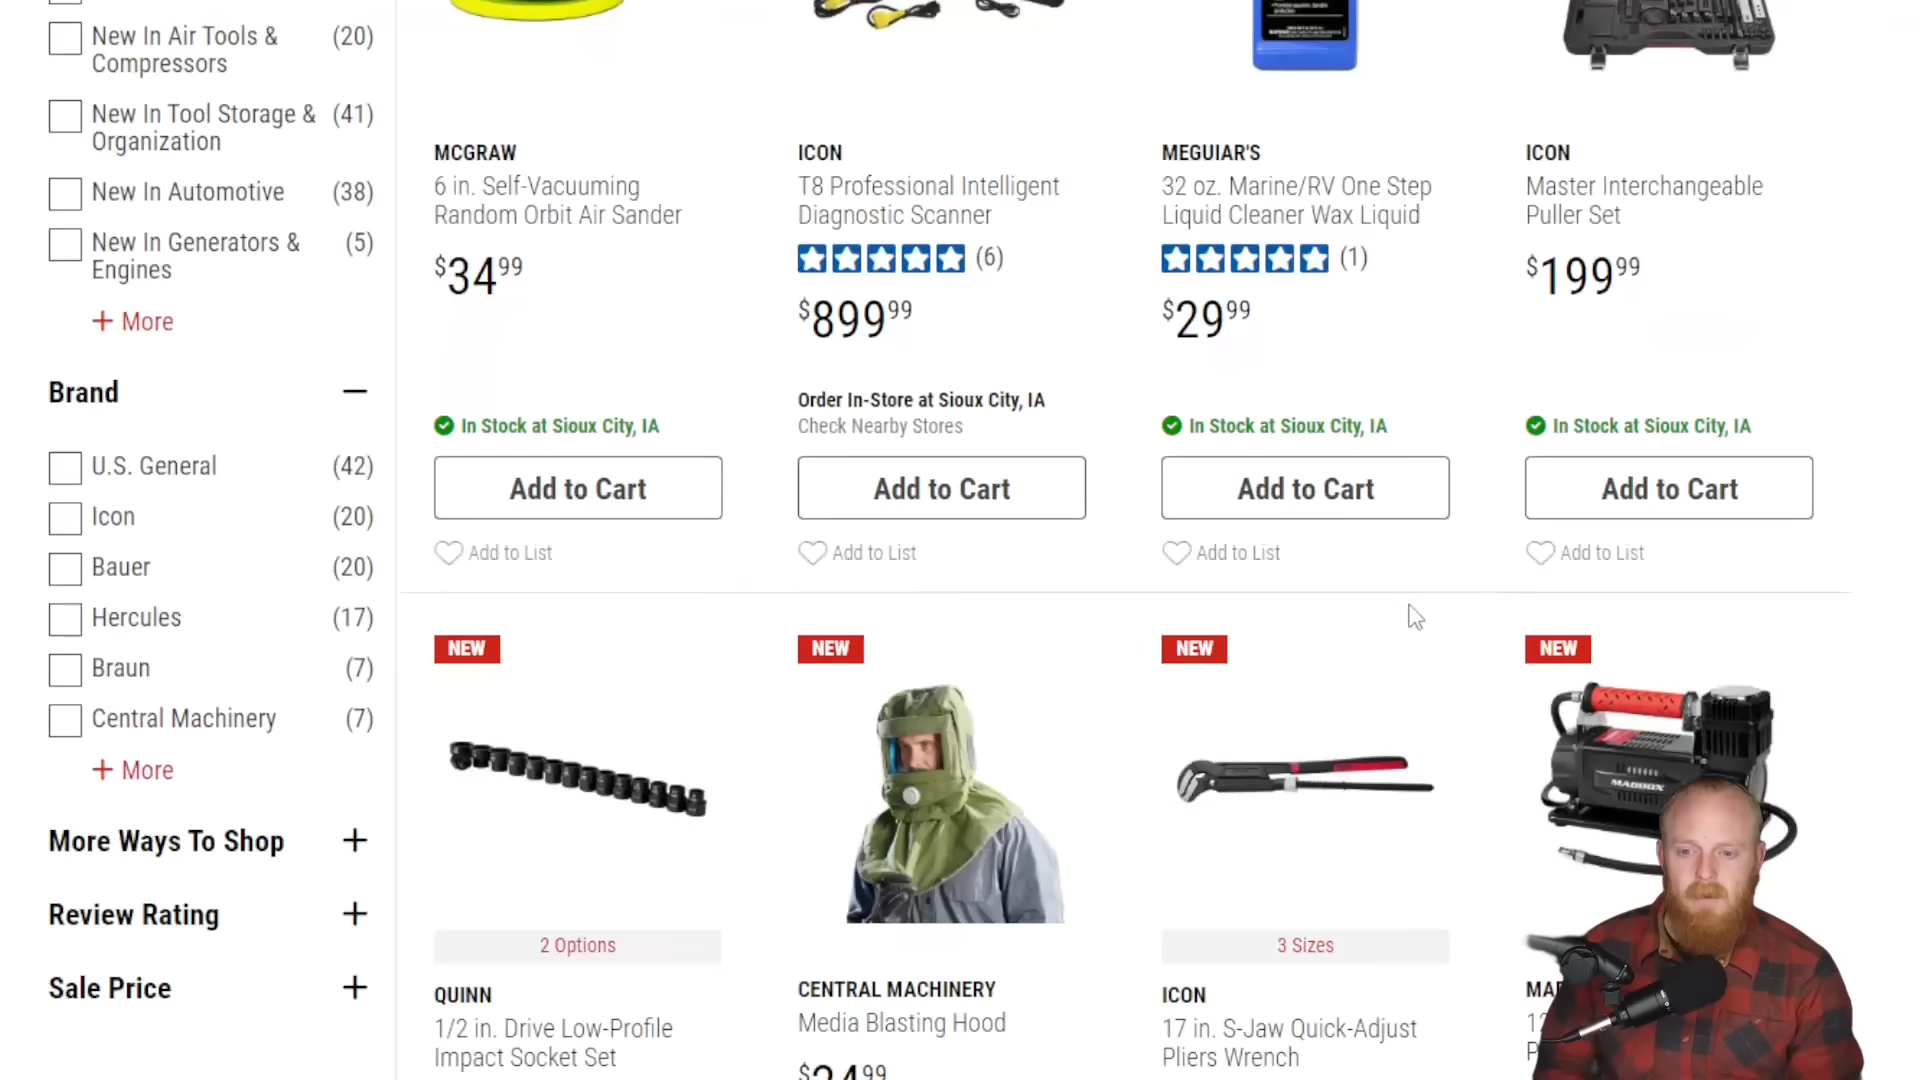 New In Air Tools & (20)
Compressors
New In Tool Storage & (41)
Organization
New In Automotive (38)
New In Generators & (5)
Engines
+ More
Brand
U.S. General (42)
Icon (20)
Bauer (20)
Hercules (17)
Braun (7)
Central Machinery (7)
+ More
More Ways To Shop
Review Rating
Sale Price
MCGRAW
6 in. Self-Vacuuming
Random Orbit Air Sander
$34.99
In Stock at Sioux City, IA
Add to Cart
Add to List
ICON
T8 Professional Intelligent
Diagnostic Scanner
(6)
$899.99
Order In-Store at Sioux City, IA
Check Nearby Stores
Add to Cart
Add to List
MEGUIAR'S
32 oz. Marine/RV One Step
Liquid Cleaner Wax Liquid
(1)
$29.99
In Stock at Sioux City, IA
Add to Cart
Add to List
ICON
Master Interchangeable
Puller Set
$199.99
In Stock at Sioux City, IA
Add to Cart
Add to List
NEW
2 Options
QUINN
1/2 in. Drive Low-Profile
Impact Socket Set
NEW
CENTRAL MACHINERY
Media Blasting Hood
NEW
3 Sizes
ICON
17 in. S-Jaw Quick-Adjust
Pliers Wrench
NEW
MADDOX